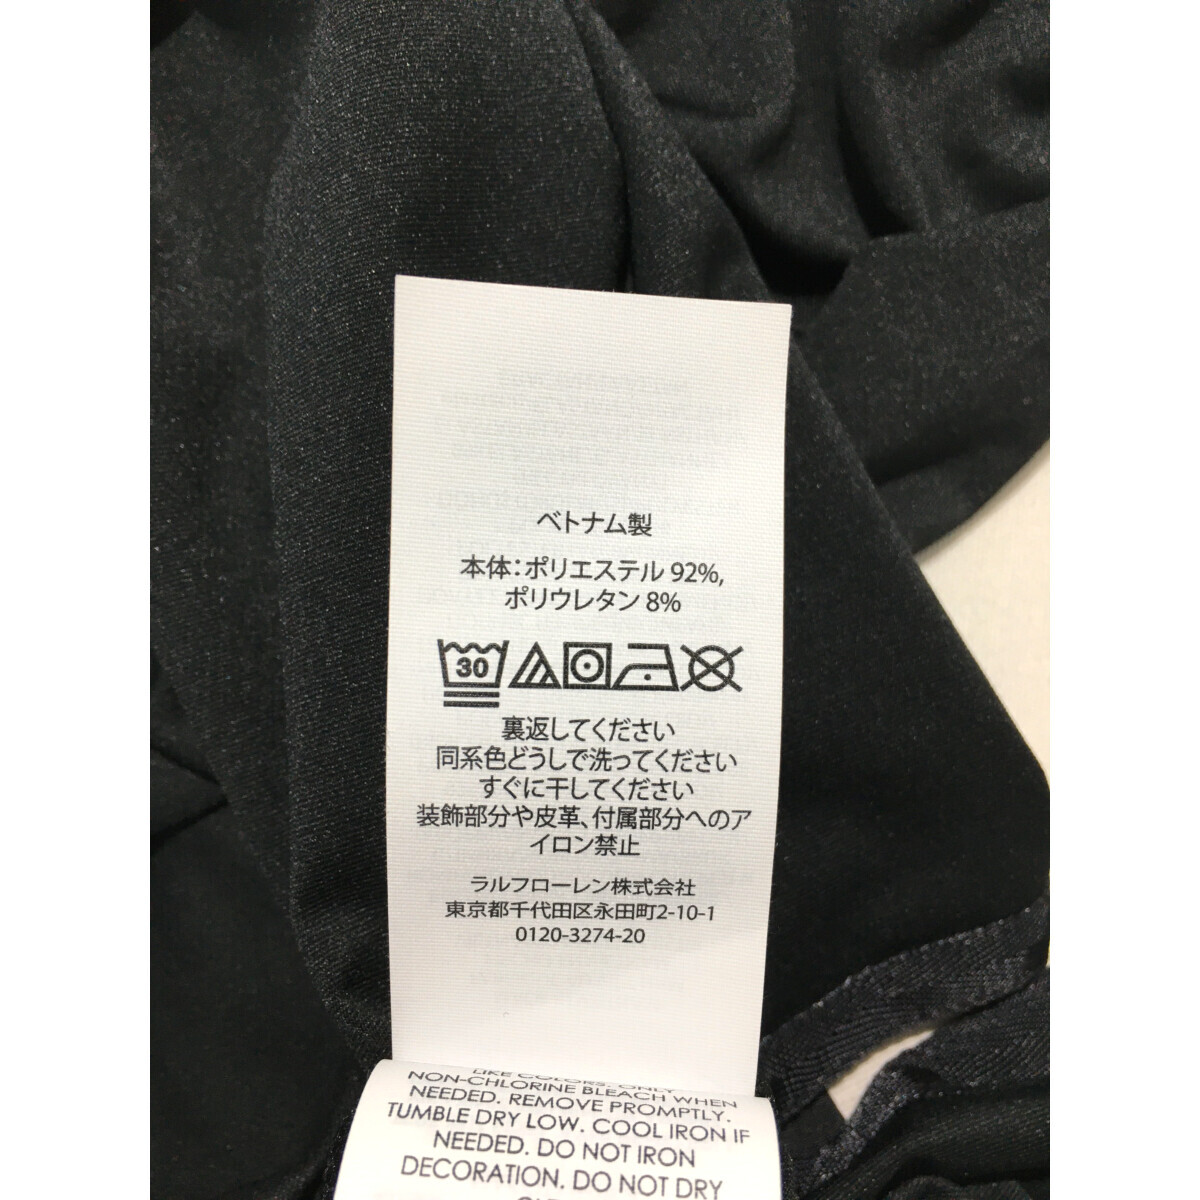 ベトナム製
本体：ポリエステル 92%,
ポリウレタン 8%
30
裏返してください
同系色どうしで洗ってください
すぐに干してください
装飾部分や皮革、付属部分へのア
イロン禁止
ラルフローレン株式会社
東京都千代田区永田町2-10-1
0120-3274-20
LIKE COLORS. ONLY
NON-CHLORINE BLEACH WHEN
NEEDED. REMOVE PROMPTLY.
TUMBLE DRY LOW. COOL IRON IF
NEEDED. DO NOT IRON
DECORATION. DO NOT DRY